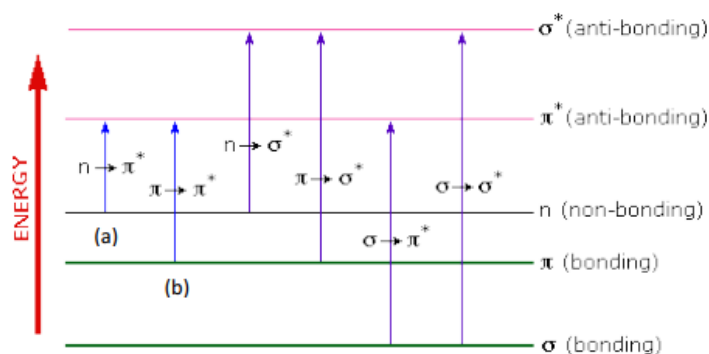 σ* (anti-bonding)
π* (anti-bonding)
n → σ*
n → π*
π → π*
π → σ*
σ → σ*
n (non-bonding)
(a)
σ → π*
π (bonding)
(b)
σ (bonding)
ENERGY